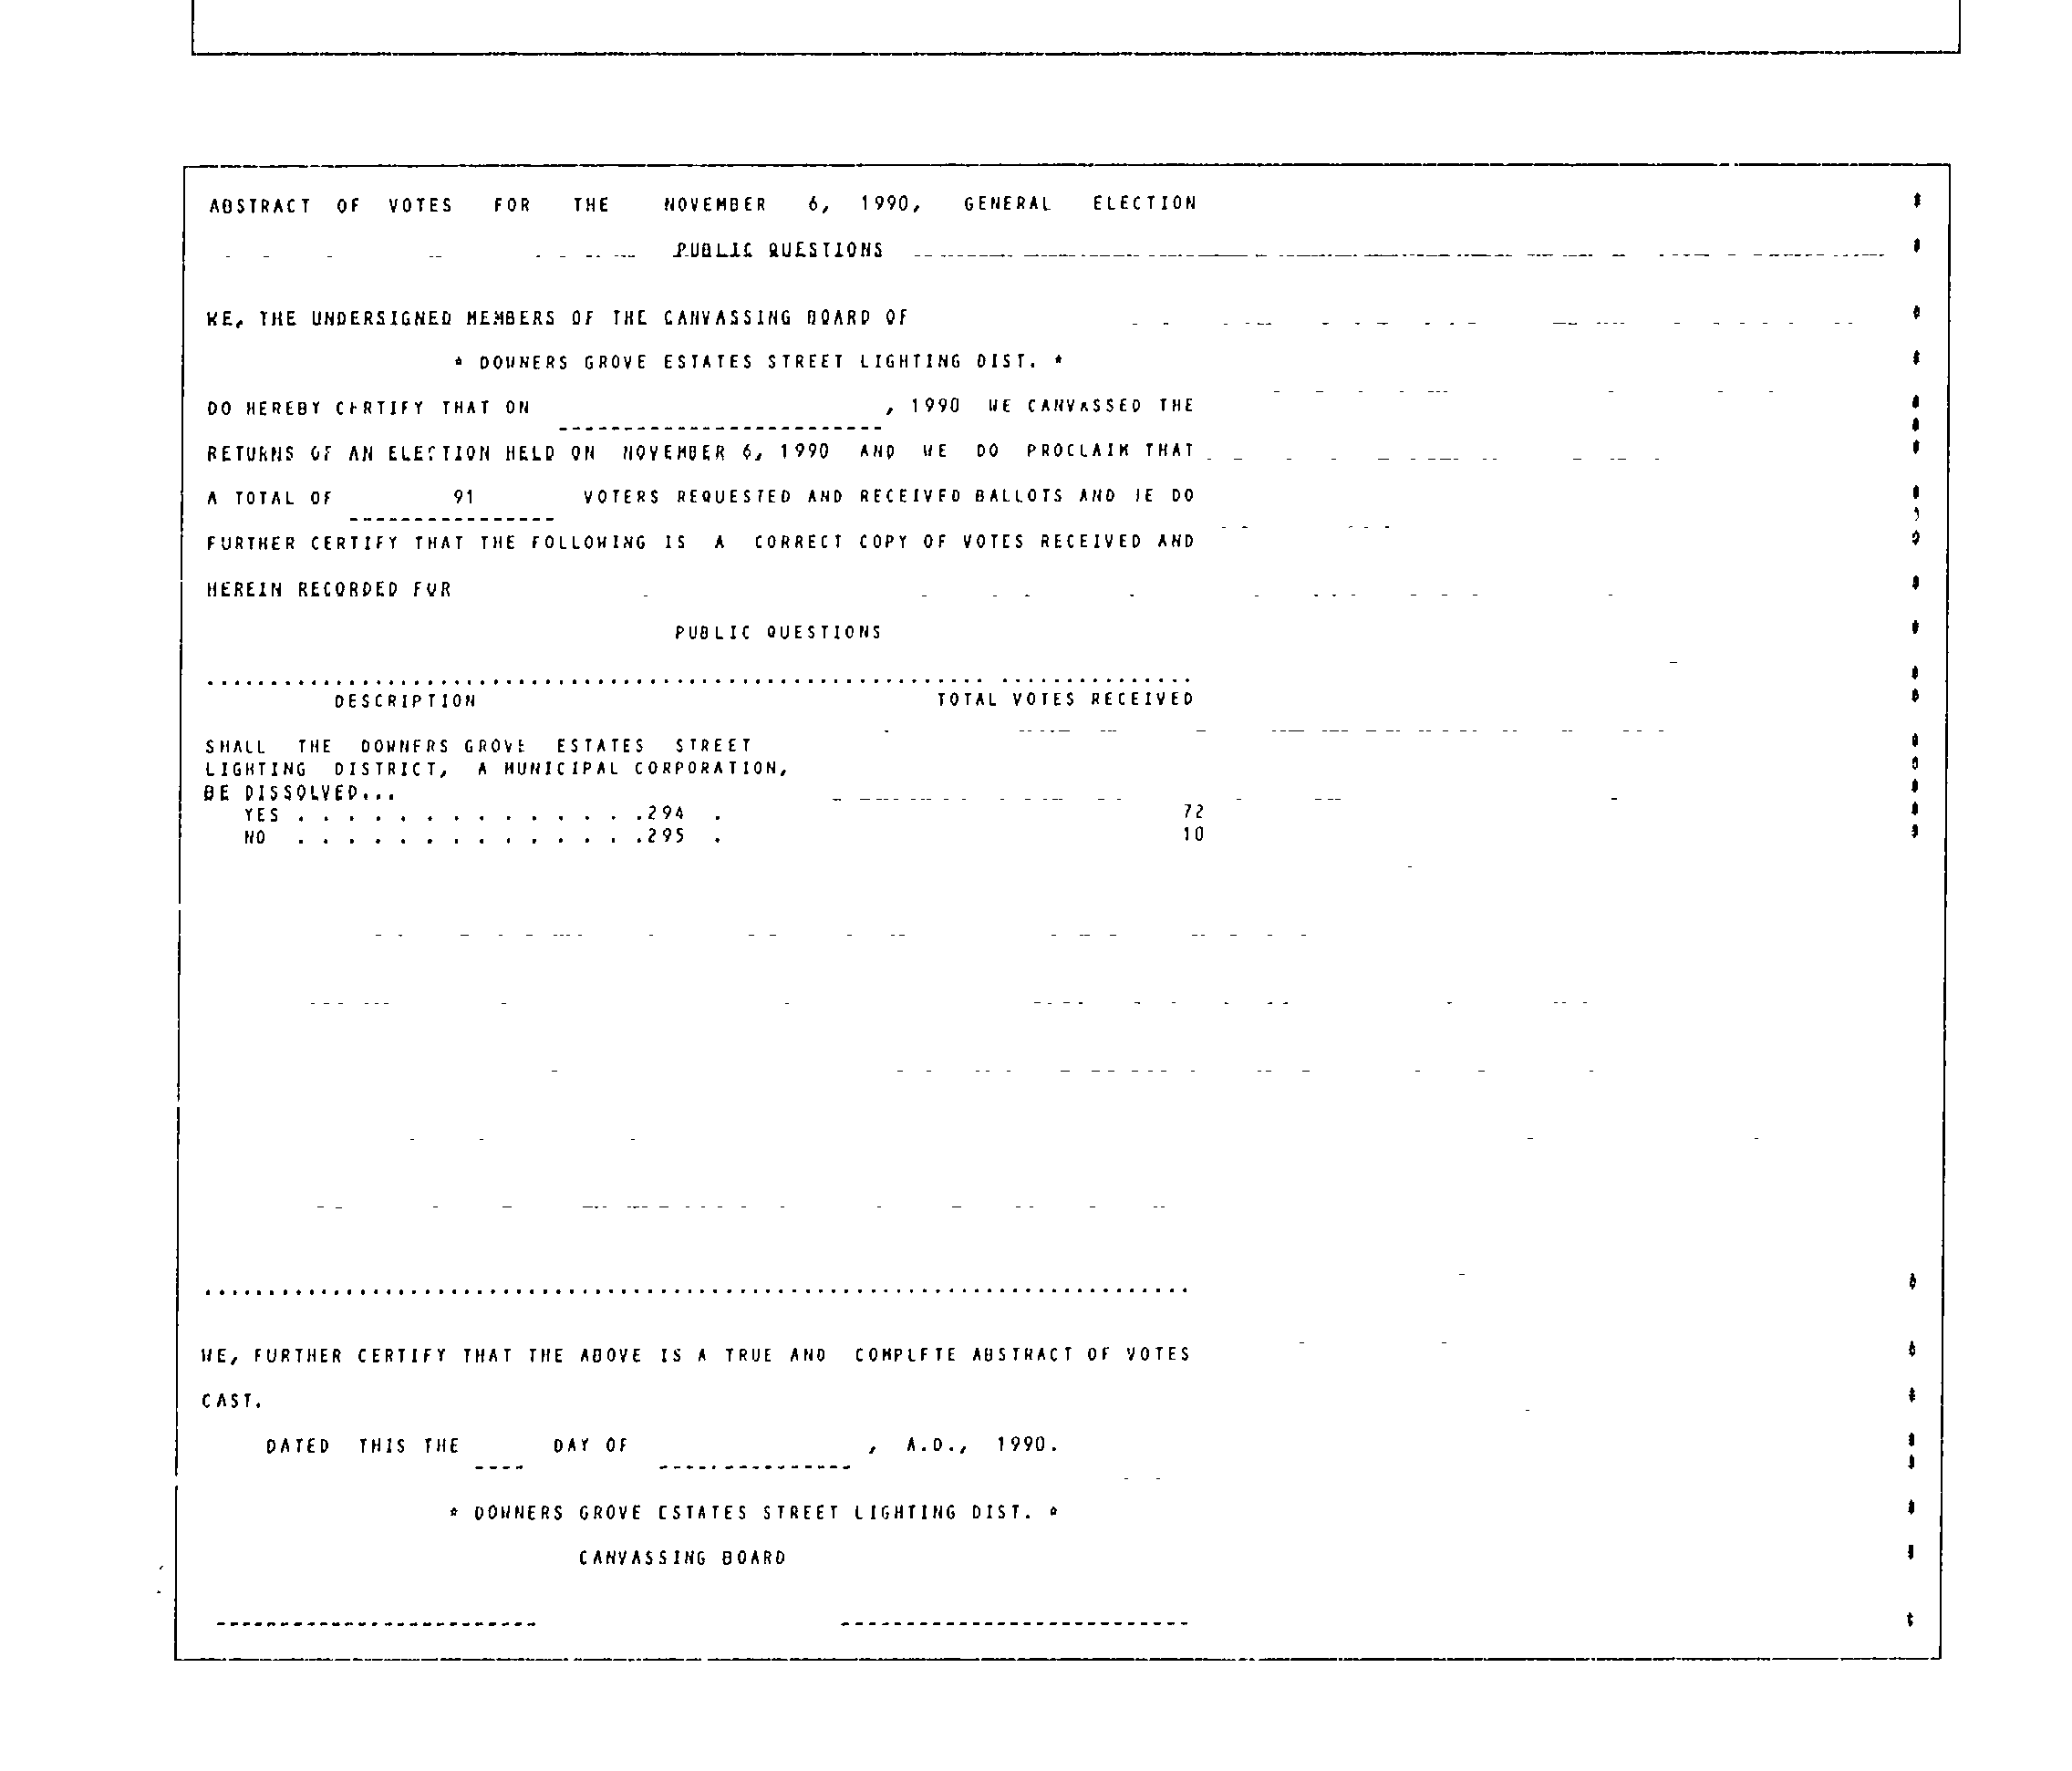 ABSTRACT OF VOTES FOR THE NOVEMBER 6, 1990, GENERAL ELECTION
PUBLIC QUESTIONS
WE, THE UNDERSIGNED MEMBERS OF THE CANVASSING BOARD OF
* DOWNERS GROVE ESTATES STREET LIGHTING DIST. *
DO HEREBY CERTIFY THAT ON , 1990 WE CANVASSED THE
RETURNS OF AN ELECTION HELD ON NOVEMBER 6, 1990 AND WE DO PROCLAIM THAT
A TOTAL OF 91 VOTERS REQUESTED AND RECEIVED BALLOTS AND WE DO
FURTHER CERTIFY THAT THE FOLLOWING IS A CORRECT COPY OF VOTES RECEIVED AND
HEREIN RECORDED FOR
PUBLIC QUESTIONS
DESCRIPTION TOTAL VOTES RECEIVED
SHALL THE DOWNERS GROVE ESTATES STREET
LIGHTING DISTRICT, A MUNICIPAL CORPORATION,
BE DISSOLVED...
YES . . . . . . . . . . . . . .294 . 72
NO . . . . . . . . . . . . . .295 . 10
WE, FURTHER CERTIFY THAT THE ABOVE IS A TRUE AND COMPLETE ABSTRACT OF VOTES
CAST.
DATED THIS THE ---- DAY OF --------------- , A.D., 1990.
* DOWNERS GROVE ESTATES STREET LIGHTING DIST. *
CANVASSING BOARD